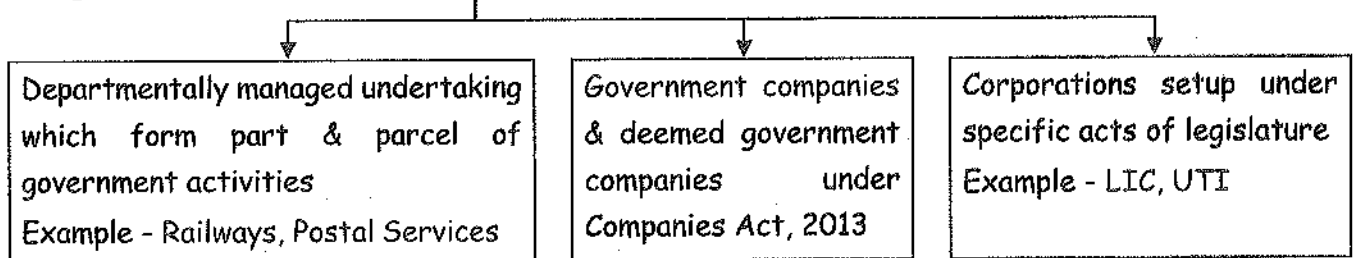 Departmentally managed undertaking
which form part & parcel of
government activities
Example - Railways, Postal Services
Government companies
& deemed government
companies under
Companies Act, 2013
Corporations setup under
specific acts of legislature
Example - LIC, UTI